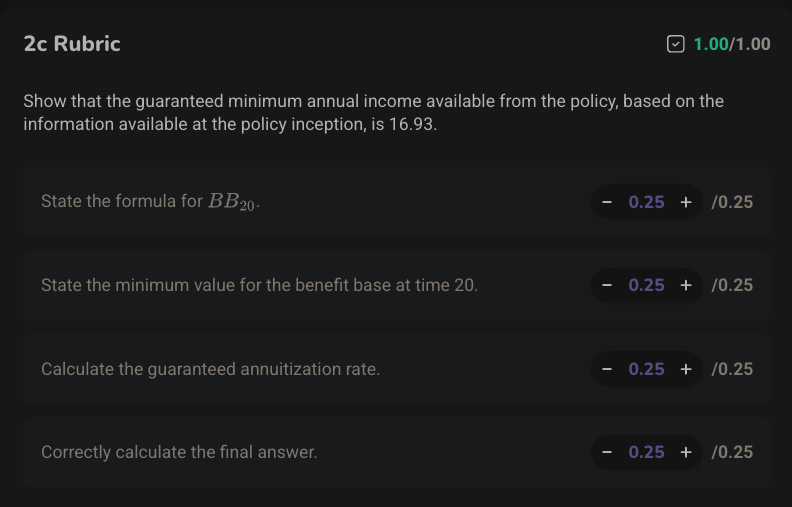 2c Rubric 1.00/1.00
Show that the guaranteed minimum annual income available from the policy, based on the
information available at the policy inception, is 16.93.
State the formula for BB₂₀. − 0.25 + /0.25
State the minimum value for the benefit base at time 20. − 0.25 + /0.25
Calculate the guaranteed annuitization rate. − 0.25 + /0.25
Correctly calculate the final answer. − 0.25 + /0.25